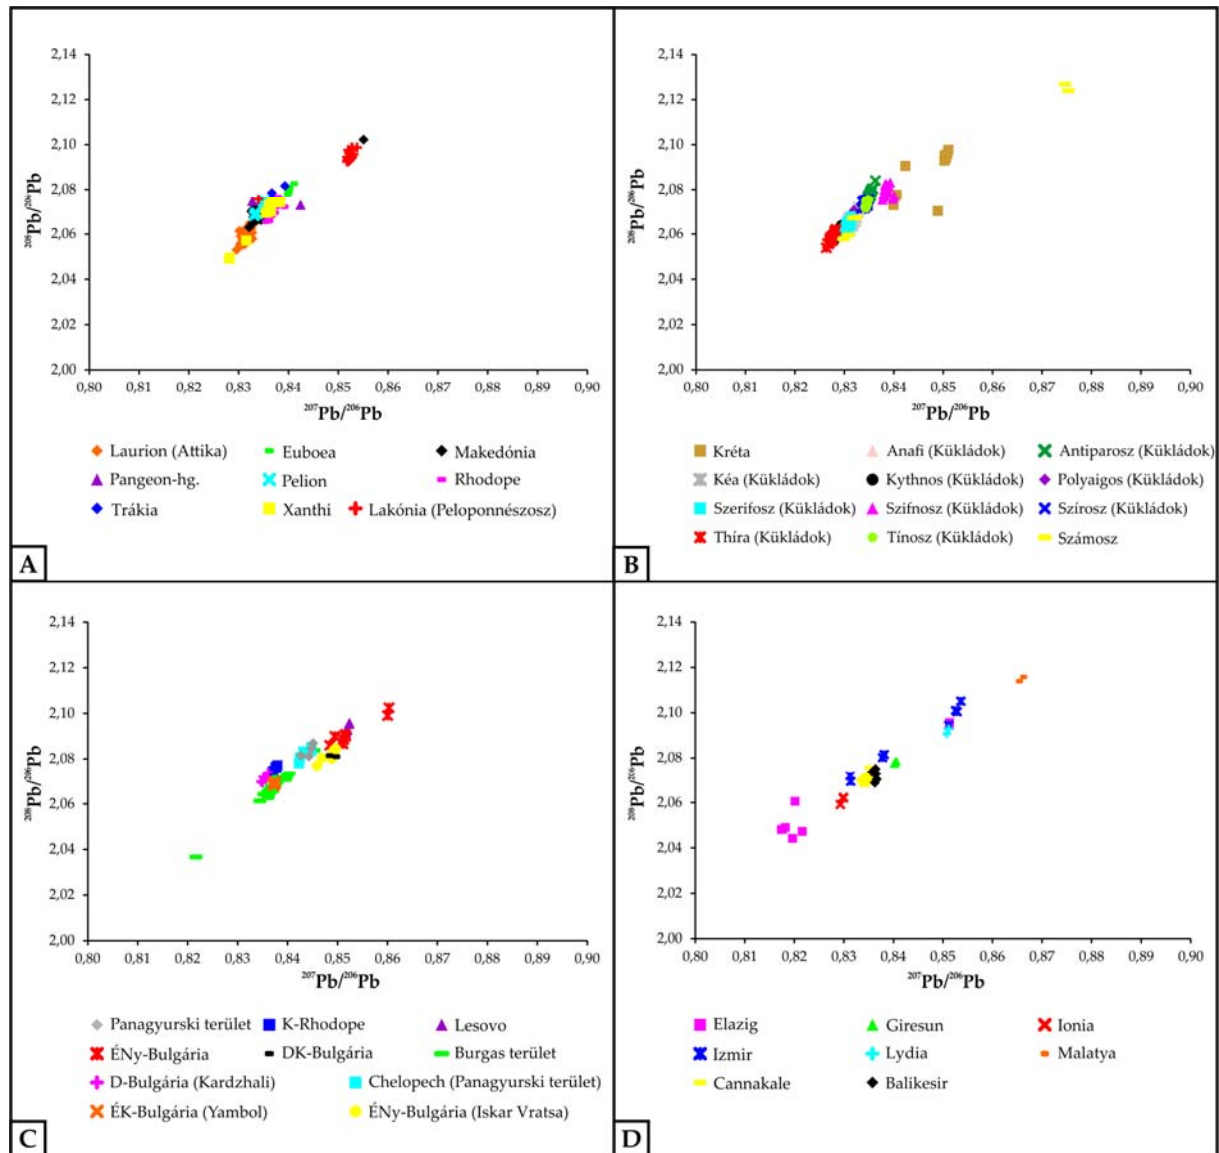 2,14
2,12
2,10
2,08
2,06
2,04
2,02
2,00
²⁰⁸Pb/²⁰⁶Pb
0,80 0,81 0,82 0,83 0,84 0,85 0,86 0,87 0,88 0,89 0,90
²⁰⁷Pb/²⁰⁶Pb
Laurion (Attika) Euboea Makedónia
Pangeon-hg. Pelion Rhodope
Trákia Xanthi Lakónia (Peloponnészosz)
A
2,14
2,12
2,10
2,08
2,06
2,04
2,02
2,00
²⁰⁸Pb/²⁰⁶Pb
0,80 0,81 0,82 0,83 0,84 0,85 0,86 0,87 0,88 0,89 0,90
²⁰⁷Pb/²⁰⁶Pb
Kréta Anafi (Kükládok) Antiparosz (Kükládok)
Kéa (Kükládok) Kythnos (Kükládok) Polyaigos (Kükládok)
Szerifosz (Kükládok) Szifnosz (Kükládok) Szírosz (Kükládok)
Thíra (Kükládok) Tínosz (Kükládok) Számosz
B
2,14
2,12
2,10
2,08
2,06
2,04
2,02
2,00
²⁰⁸Pb/²⁰⁶Pb
0,80 0,81 0,82 0,83 0,84 0,85 0,86 0,87 0,88 0,89 0,90
²⁰⁷Pb/²⁰⁶Pb
Panagyurski terület K-Rhodope Lesovo
ÉNy-Bulgária DK-Bulgária Burgas terület
D-Bulgária (Kardzhali) Chelopech (Panagyurski terület)
ÉK-Bulgária (Yambol) ÉNy-Bulgária (Iskar Vratsa)
C
2,14
2,12
2,10
2,08
2,06
2,04
2,02
2,00
²⁰⁸Pb/²⁰⁶Pb
0,80 0,81 0,82 0,83 0,84 0,85 0,86 0,87 0,88 0,89 0,90
²⁰⁷Pb/²⁰⁶Pb
Elazig Giresun Ionia
Izmir Lydia Malatya
Cannakale Balikesir
D